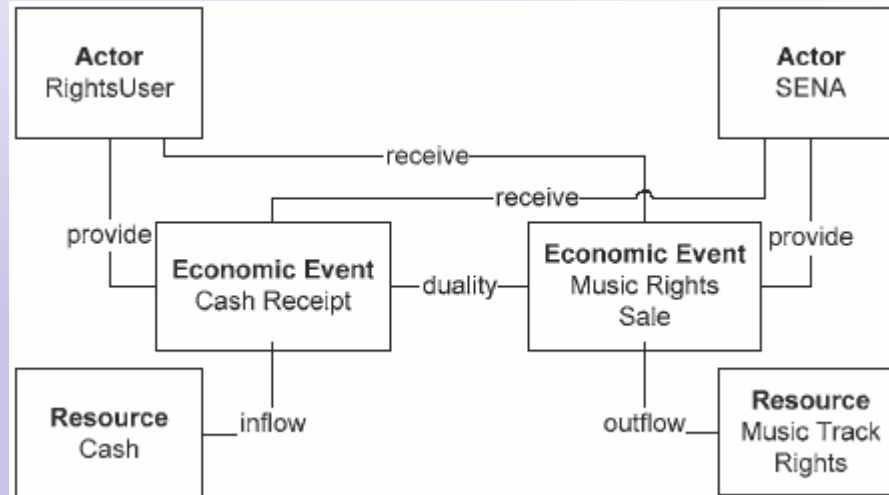 Actor
RightsUser
Actor
SENA
receive
receive
provide
provide
Economic Event
Cash Receipt
duality
Economic Event
Music Rights
Sale
Resource
Cash
inflow
outflow
Resource
Music Track
Rights